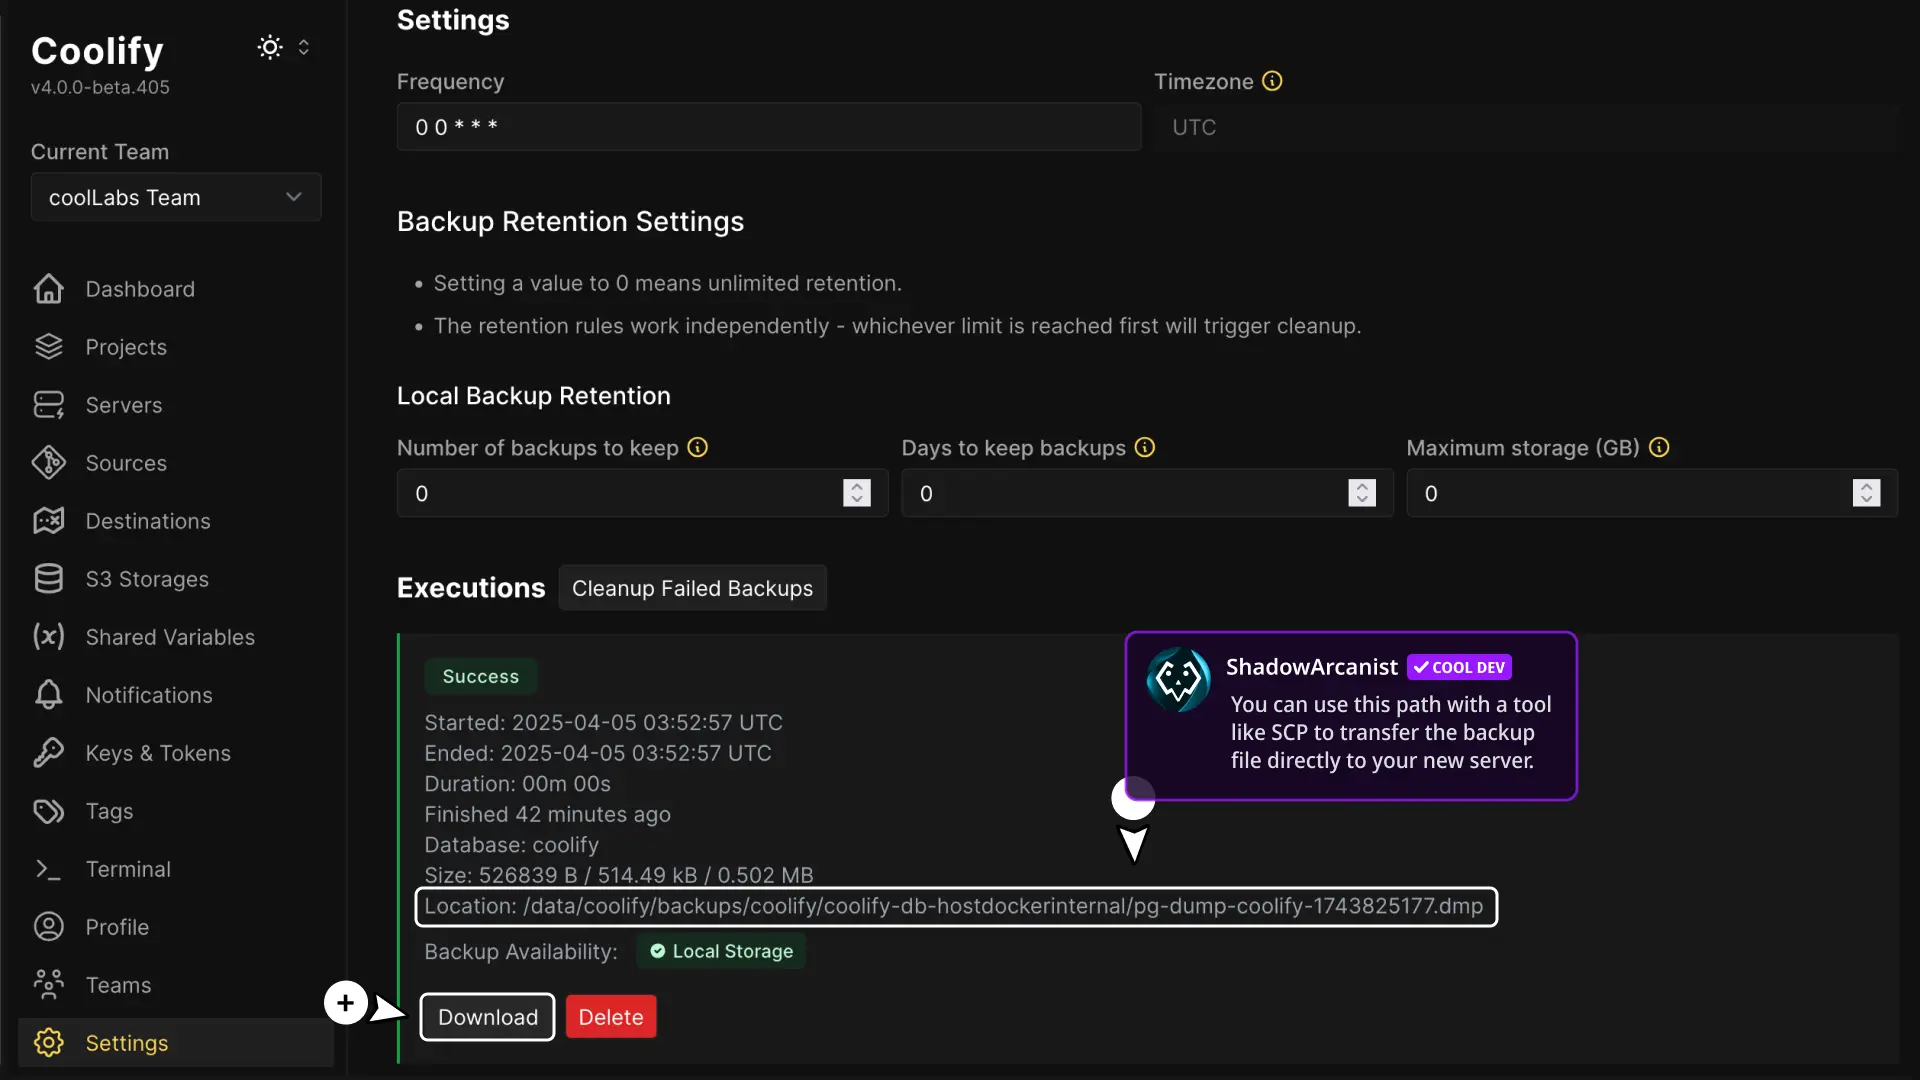 Coolify
v4.0.0-beta.405
Current Team
coolLabs Team
Dashboard
Projects
Servers
Sources
Destinations
S3 Storages
Shared Variables
Notifications
Keys & Tokens
Tags
Terminal
Profile
Teams
Settings
Settings
Frequency
0 0 * * *
Timezone
UTC
Backup Retention Settings
• Setting a value to 0 means unlimited retention.
• The retention rules work independently - whichever limit is reached first will trigger cleanup.
Local Backup Retention
Number of backups to keep
0
Days to keep backups
0
Maximum storage (GB)
0
Executions
Cleanup Failed Backups
Success
Started: 2025-04-05 03:52:57 UTC
Ended: 2025-04-05 03:52:57 UTC
Duration: 00m 00s
Finished 42 minutes ago
Database: coolify
Size: 526839 B / 514.49 kB / 0.502 MB
Location: /data/coolify/backups/coolify/coolify-db-hostdockerinternal/pg-dump-coolify-1743825177.dmp
Backup Availability:
Local Storage
Download
Delete
ShadowArcanist
COOL DEV
You can use this path with a tool
like SCP to transfer the backup
file directly to your new server.